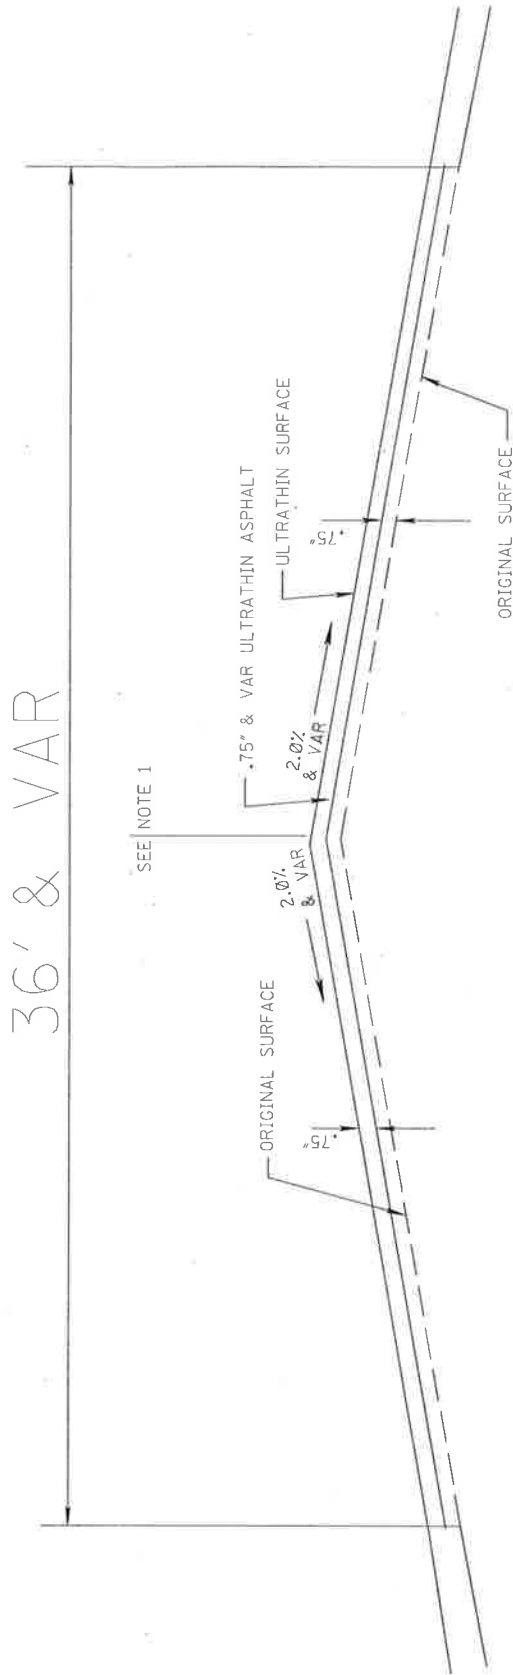 36' & VAR
SEE NOTE 1
.75" & VAR ULTRATHIN ASPHALT
ULTRATHIN SURFACE
2.0%
& VAR
2.0%
& VAR
ORIGINAL SURFACE
.75"
.75"
ORIGINAL SURFACE